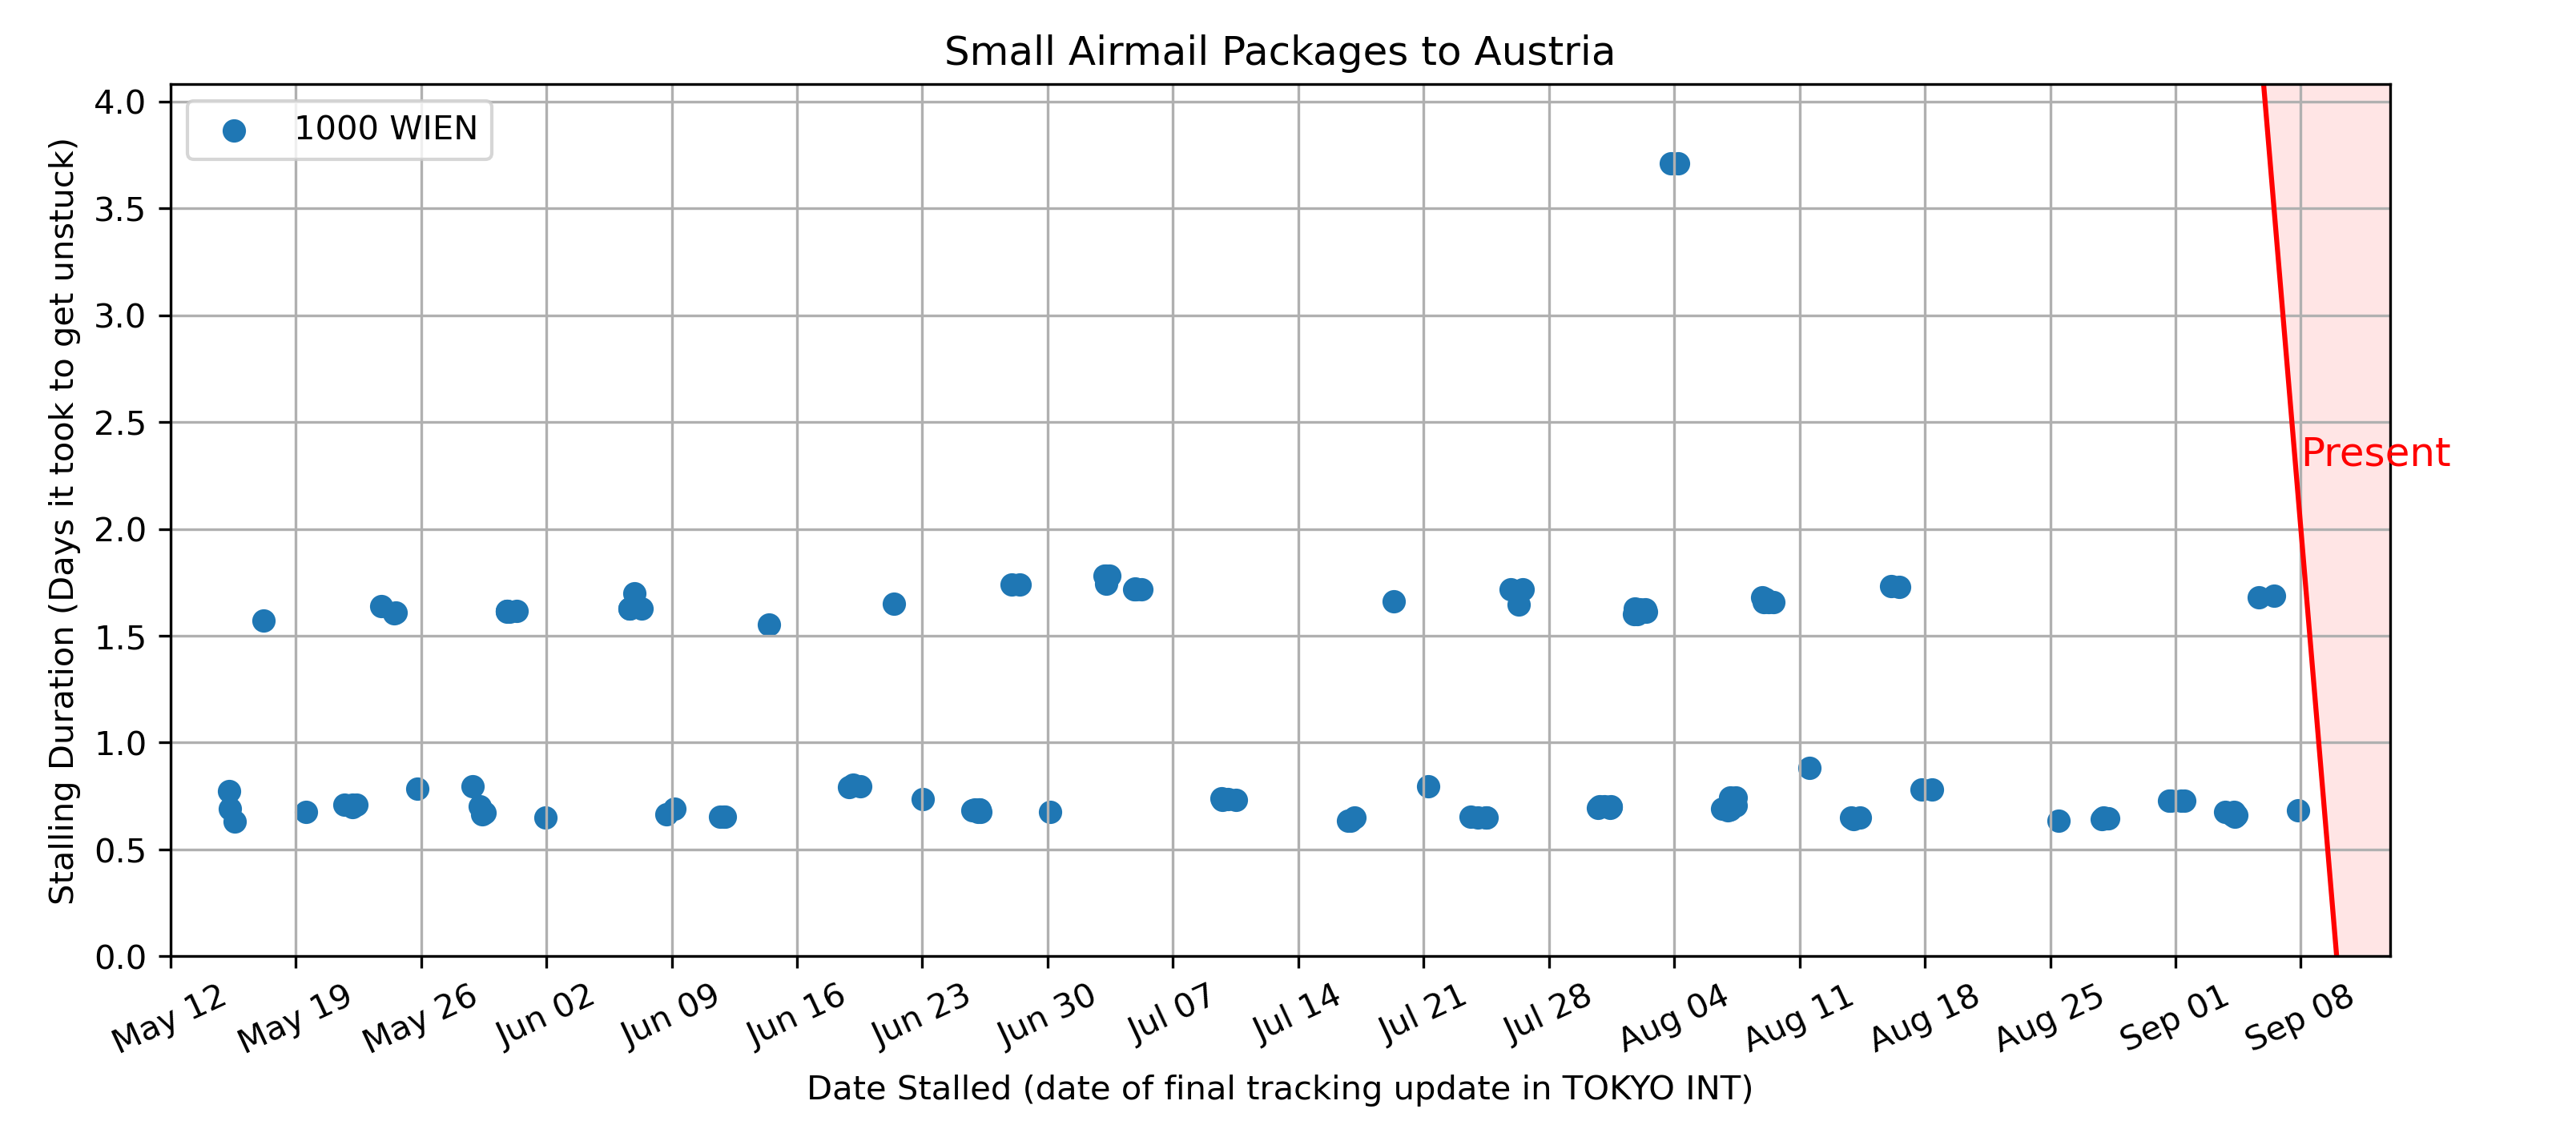 Small Airmail Packages to Austria
1000 WIEN
Stalling Duration (Days it took to get unstuck)
4.0
3.5
3.0
2.5
2.0
1.5
1.0
0.5
0.0
Present
May 12 May 19 May 26 Jun 02 Jun 09 Jun 16 Jun 23 Jun 30 Jul 07 Jul 14 Jul 21 Jul 28 Aug 04 Aug 11 Aug 18 Aug 25 Sep 01 Sep 08
Date Stalled (date of final tracking update in TOKYO INT)